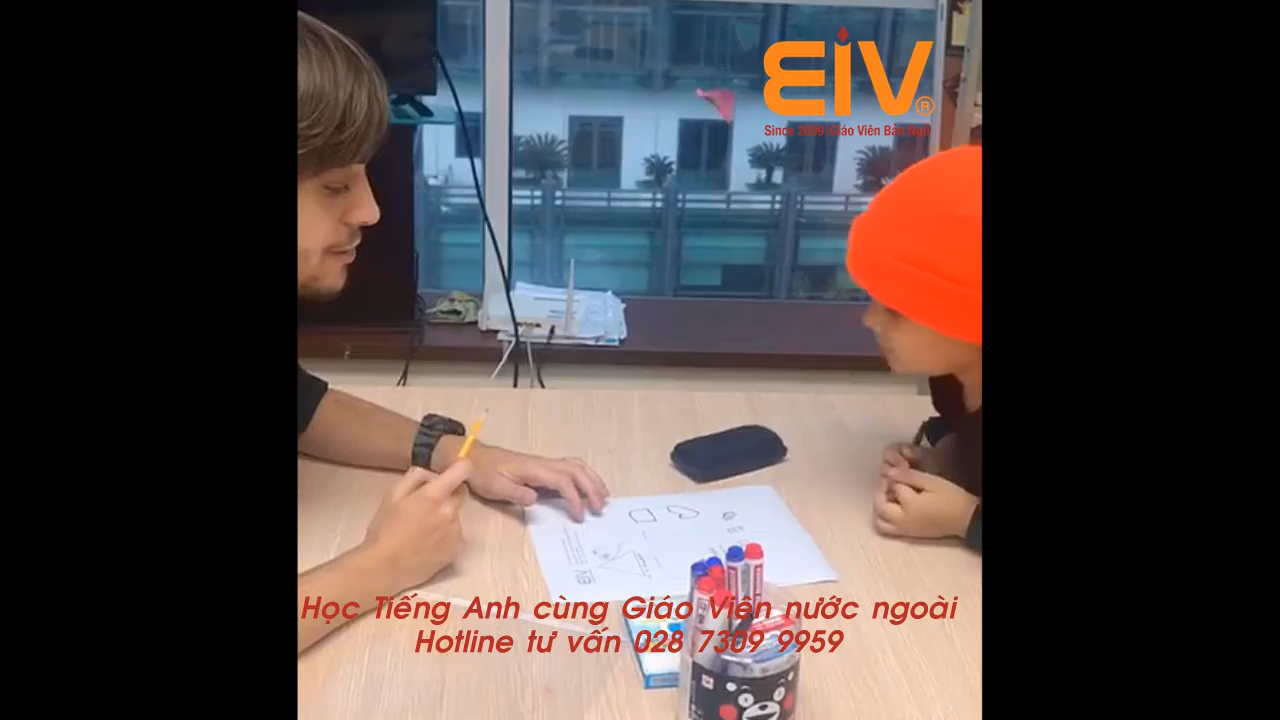 EIV®
Since 2009|Giáo Viên Bản Ngữ
EIV
Học Tiếng Anh cùng Giáo Viên nước ngoài
Hotline tư vấn 028 7309 9959